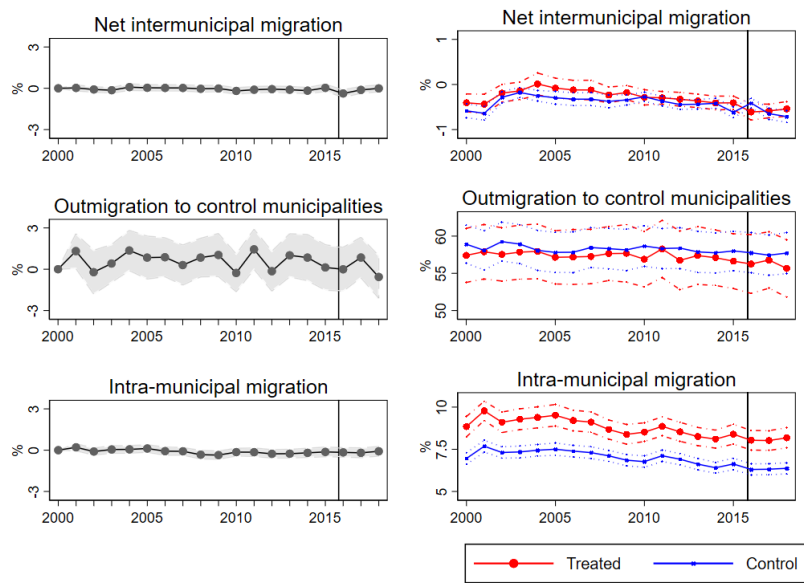 Net intermunicipal migration
3
0
-3
%
2000 2005 2010 2015
Net intermunicipal migration
1
0
-1
%
2000 2005 2010 2015
Outmigration to control municipalities
3
0
-3
%
2000 2005 2010 2015
Outmigration to control municipalities
60
55
50
%
2000 2005 2010 2015
Intra-municipal migration
3
0
-3
%
2000 2005 2010 2015
Intra-municipal migration
10
7.5
5
%
2000 2005 2010 2015
Treated Control